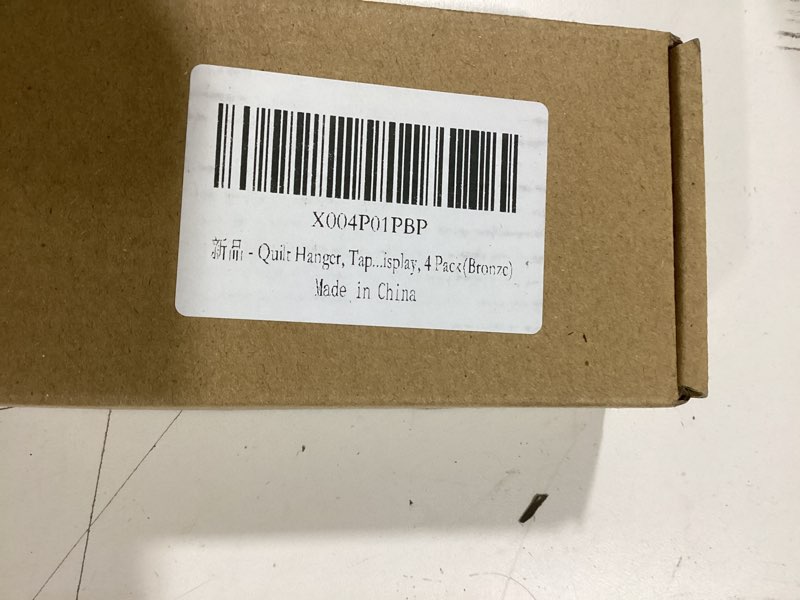 X004P01PBP
新品 - Quilt Hanger, Tap...isplay, 4 Pack(Bronze)
Made in China